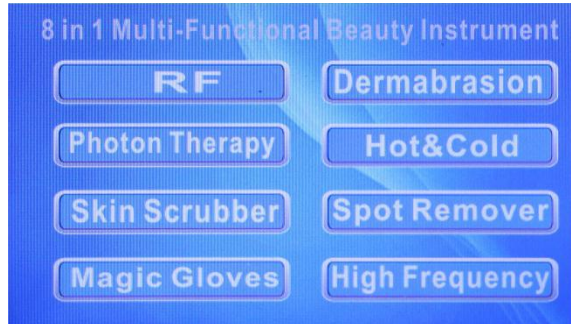 8 in 1 Multi-Functional Beauty Instrument
RF
Dermabrasion
Photon Therapy
Hot&Cold
Skin Scrubber
Spot Remover
Magic Gloves
High Frequency